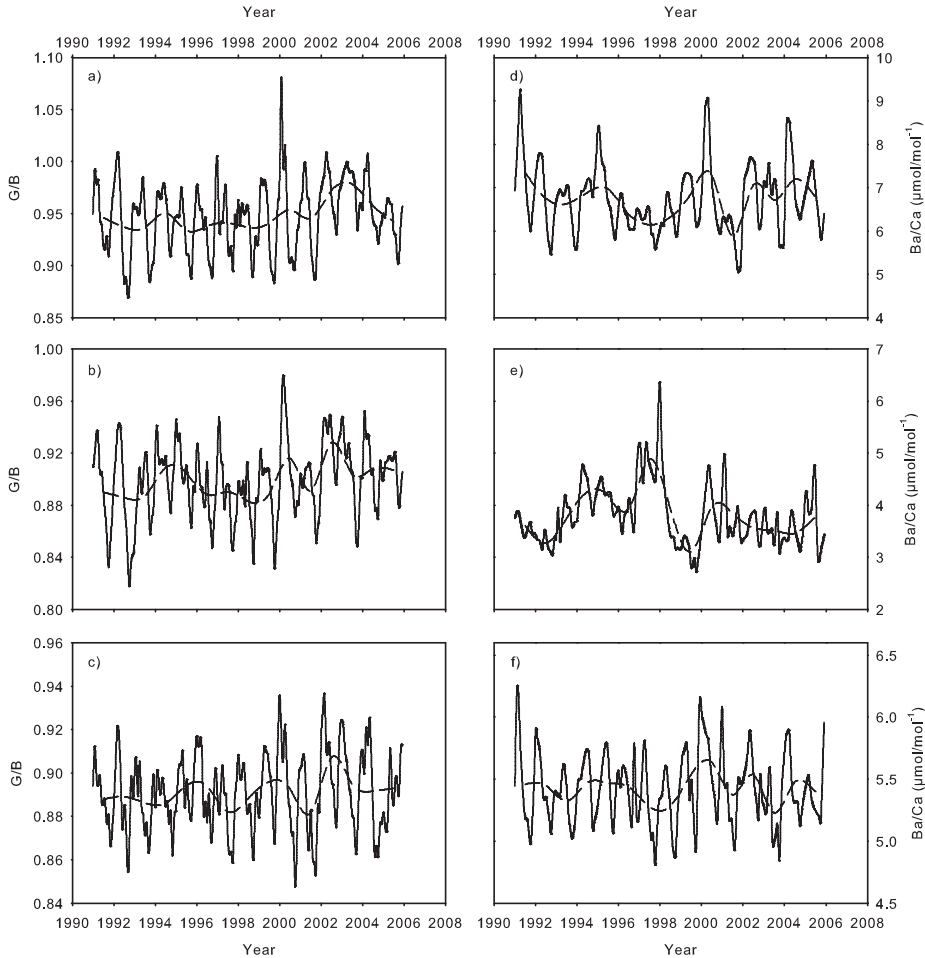 Year
Year
1990 1992 1994 1996 1998 2000 2002 2004 2006 2008
1990 1992 1994 1996 1998 2000 2002 2004 2006 2008
a)
1.10
1.05
1.00
0.95
0.90
0.85
G/B
d)
10
9
8
7
6
5
4
Ba/Ca (µmol/mol⁻¹)
b)
1.00
0.96
0.92
0.88
0.84
0.80
G/B
e)
7
6
5
4
3
2
Ba/Ca (µmol/mol⁻¹)
c)
0.96
0.94
0.92
0.90
0.88
0.86
0.84
G/B
f)
6.5
6.0
5.5
5.0
4.5
Ba/Ca (µmol/mol⁻¹)
1990 1992 1994 1996 1998 2000 2002 2004 2006 2008
1990 1992 1994 1996 1998 2000 2002 2004 2006 2008
Year
Year